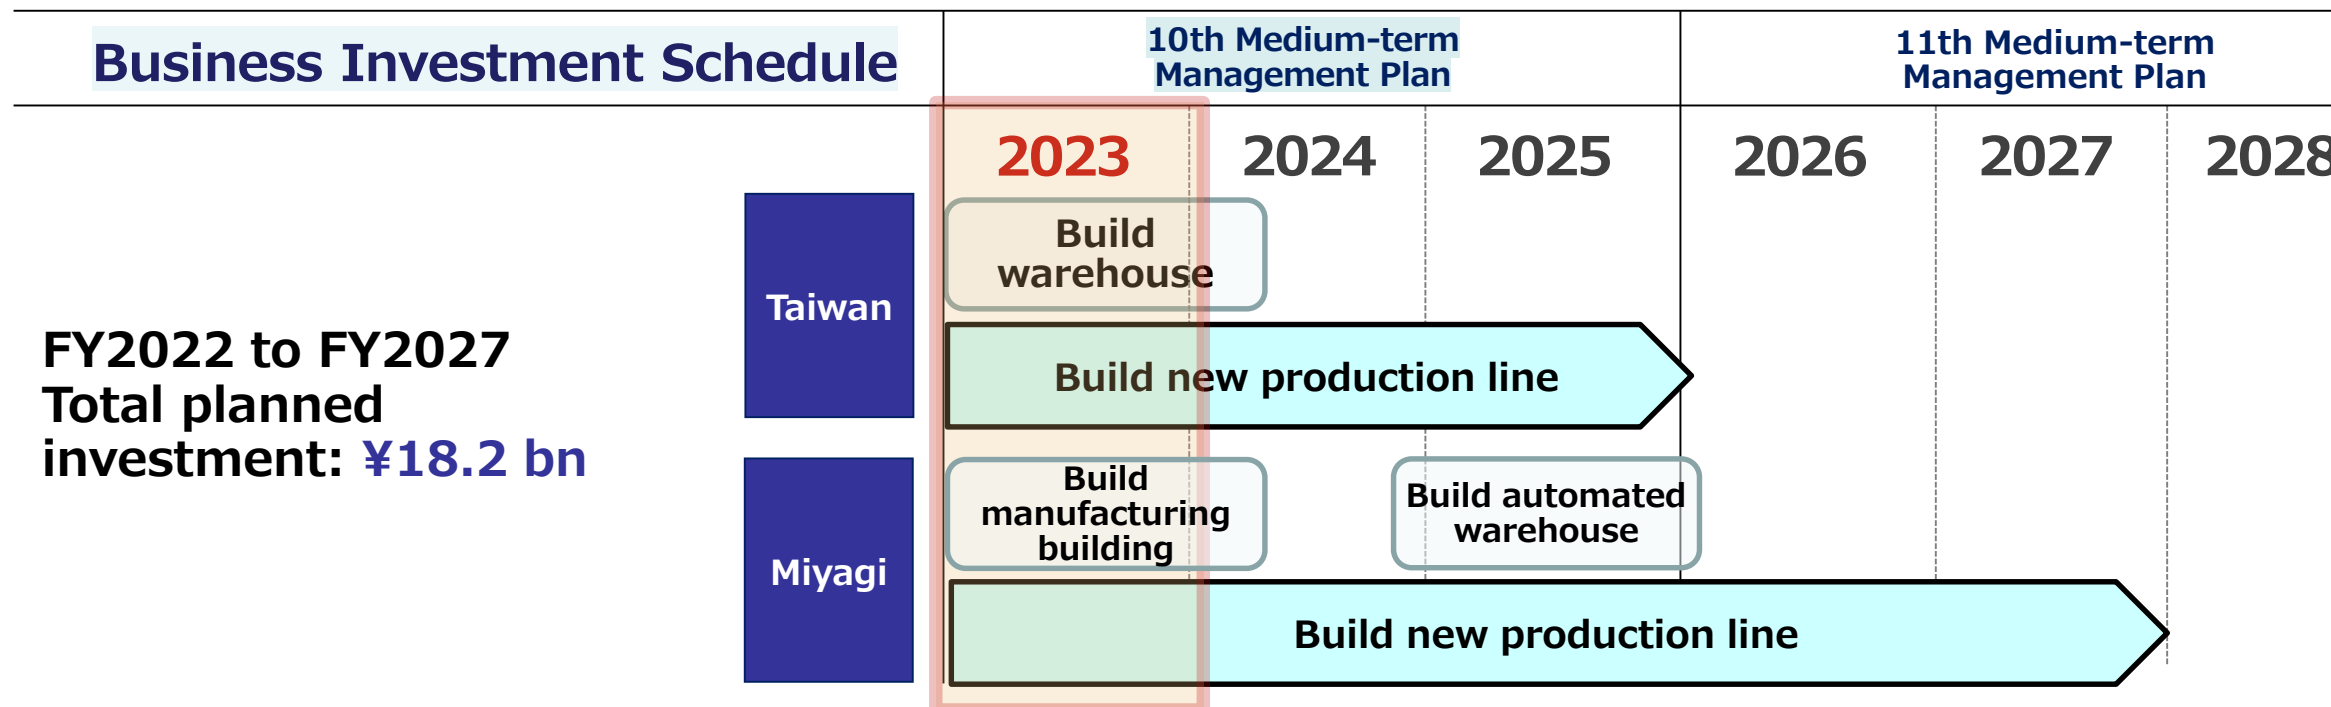 Business Investment Schedule
10th Medium-term
Management Plan
11th Medium-term
Management Plan
2023
2024
2025
2026
2027
2028
FY2022 to FY2027
Total planned
investment: ¥18.2 bn
Taiwan
Build
warehouse
Build new production line
Miyagi
Build
manufacturing
building
Build automated
warehouse
Build new production line